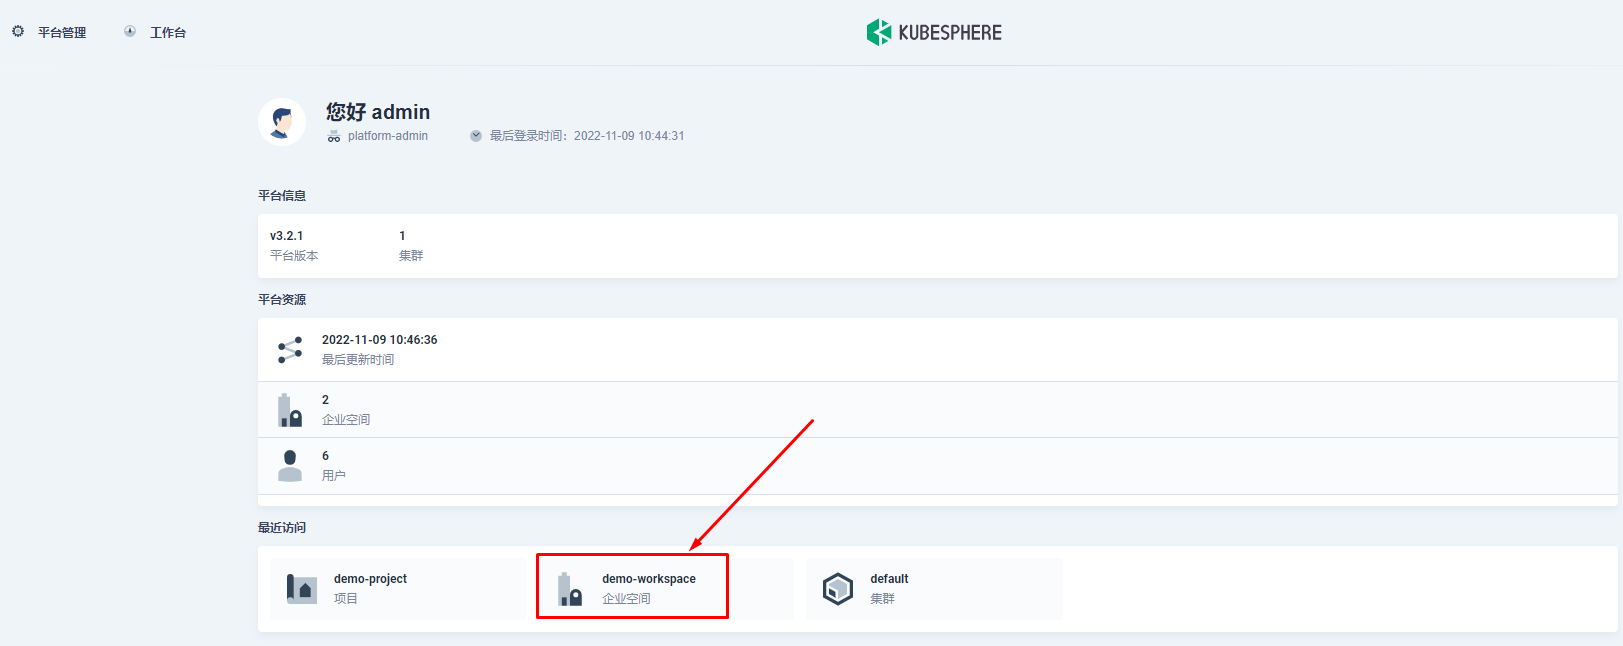 平台管理 工作台 KUBESPHERE
您好 admin
platform-admin 最后登录时间：2022-11-09 10:44:31
平台信息
v3.2.1 1
平台版本 集群
平台资源
2022-11-09 10:46:36
最后更新时间
2
企业空间
6
用户
最近访问
demo-project demo-workspace default
项目 企业空间 集群